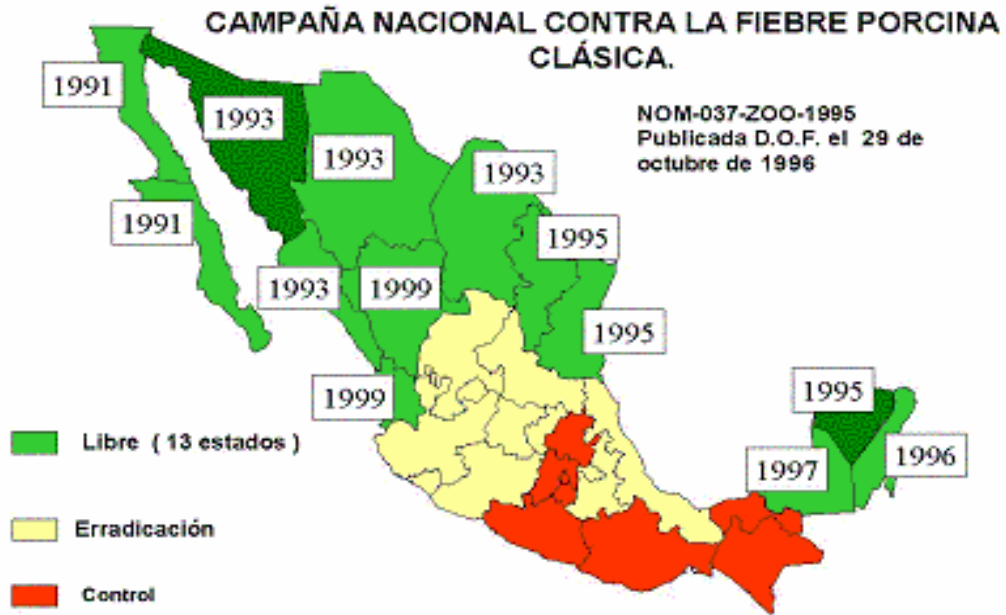 CAMPAÑA NACIONAL CONTRA LA FIEBRE PORCINA
CLÁSICA.
NOM-037-ZOO-1995
Publicada D.O.F. el 29 de
octubre de 1996
1991
1993
1993
1993
1991
1995
1993
1999
1995
1999
1995
1997
1996
Libre ( 13 estados )
Erradicación
Control